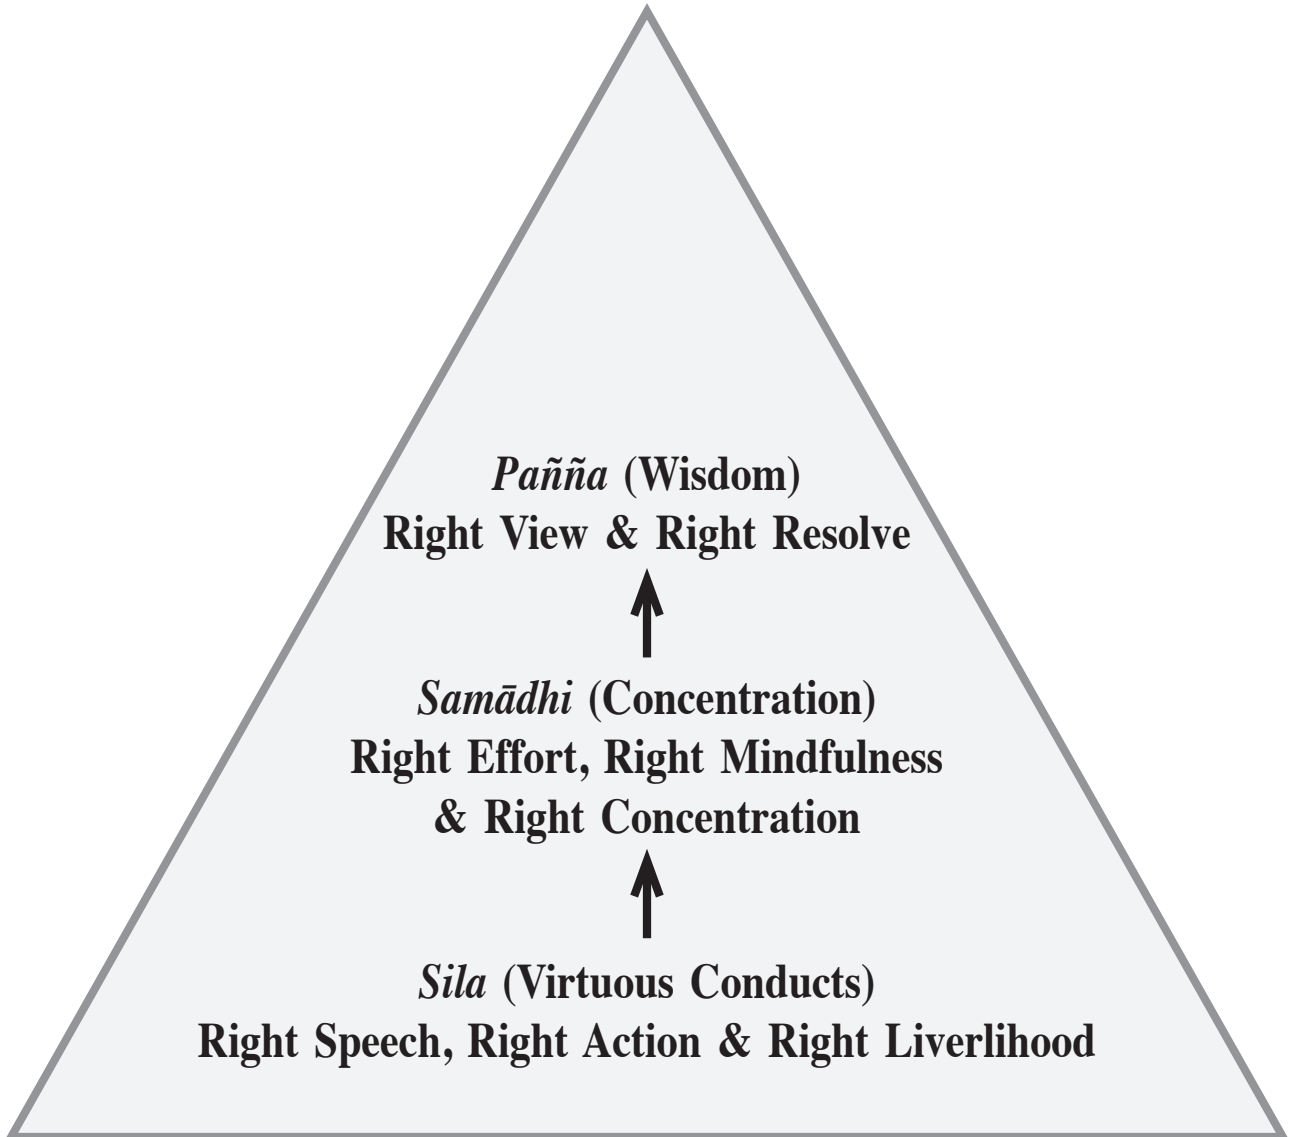 Pañña (Wisdom)
Right View & Right Resolve
Samādhi (Concentration)
Right Effort, Right Mindfulness
& Right Concentration
Sila (Virtuous Conducts)
Right Speech, Right Action & Right Liverlihood